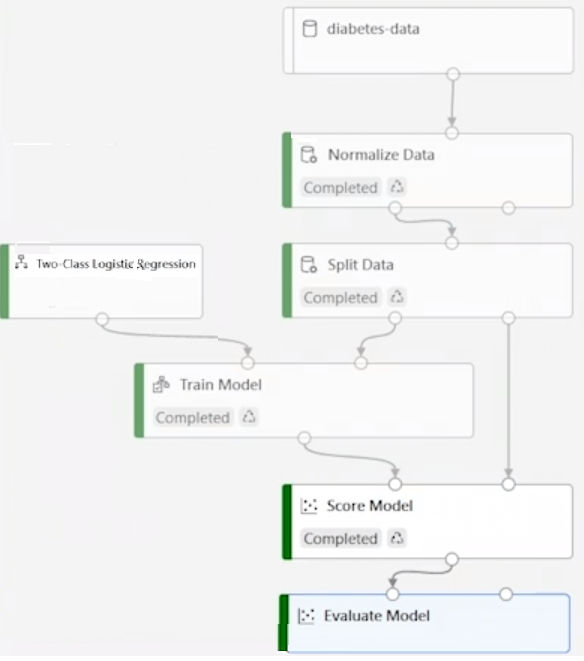 diabetes-data
Normalize Data
Completed
Two-Class Logistic Regression
Split Data
Completed
Train Model
Completed
Score Model
Completed
Evaluate Model